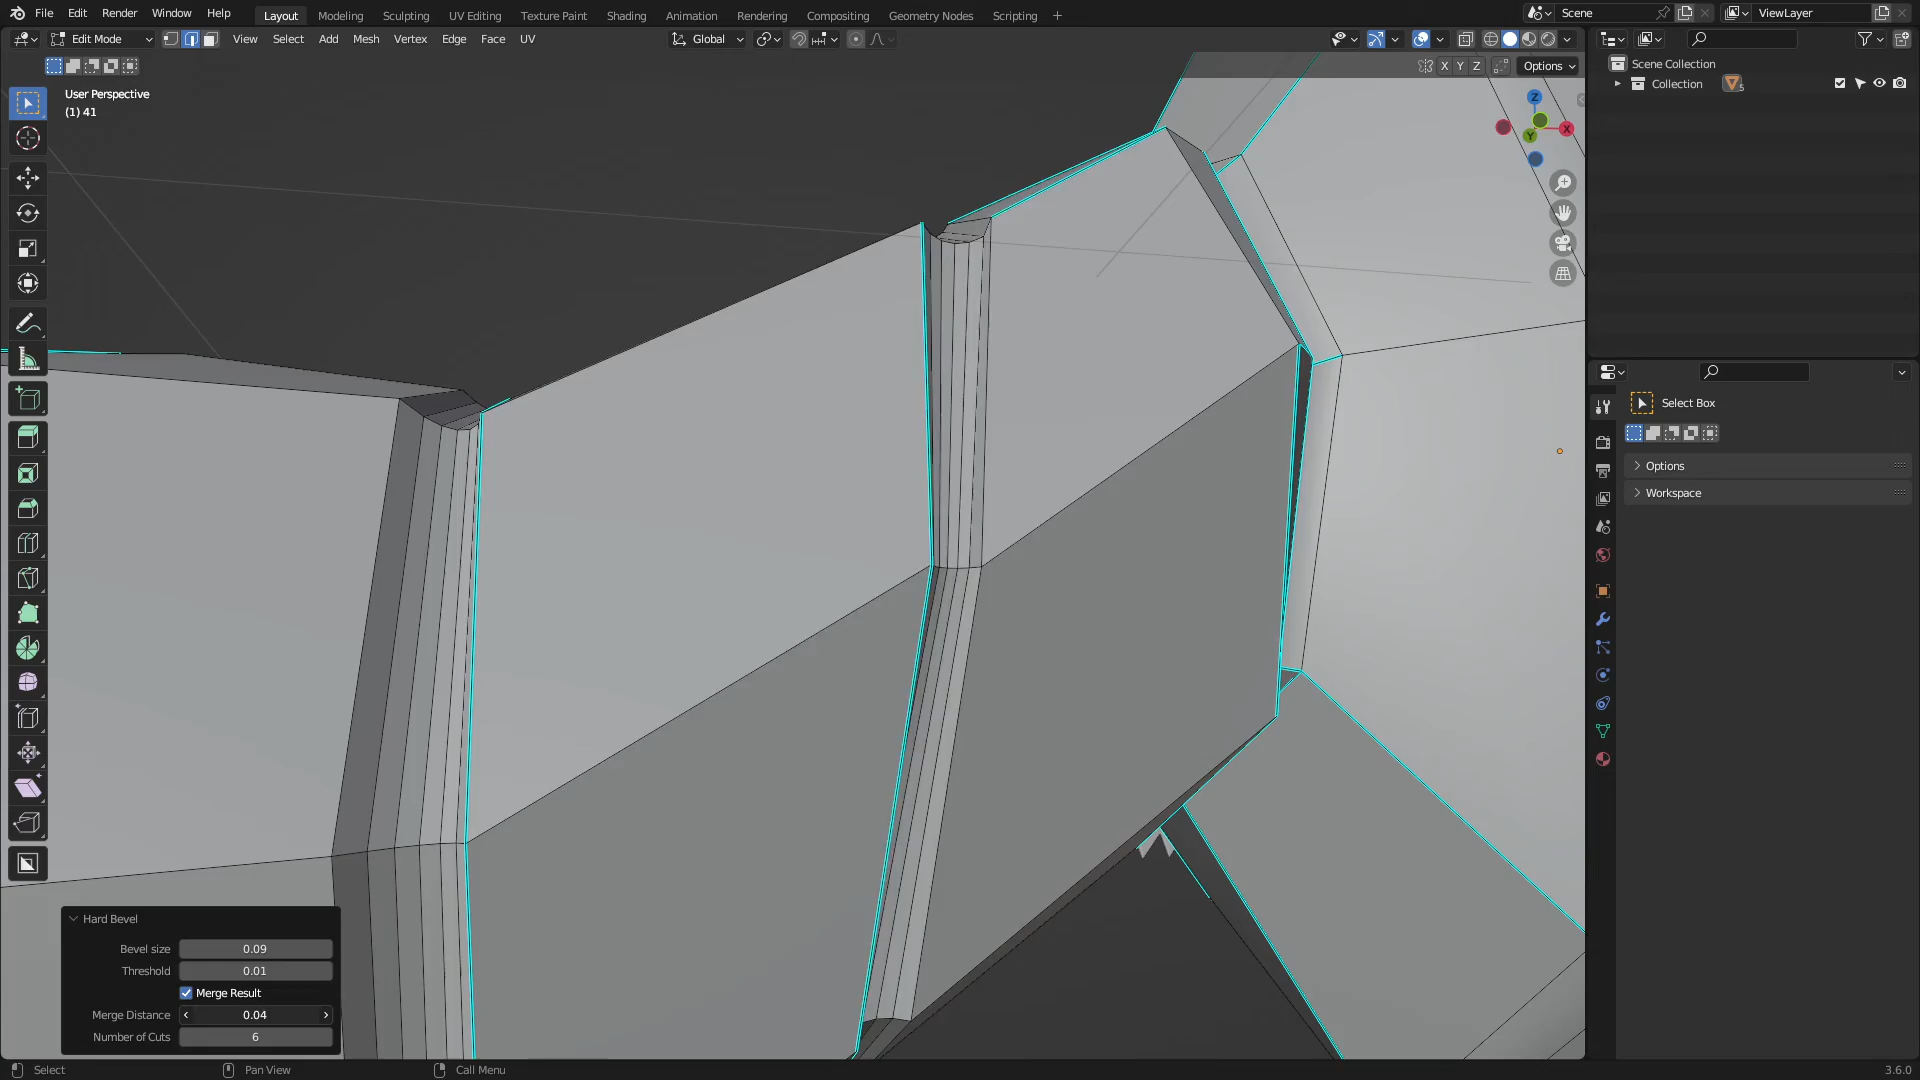 File Edit Render Window Help Layout Modeling Sculpting UV Editing Texture Paint Shading Animation Rendering Compositing Geometry Nodes Scripting + Scene ViewLayer
Edit Mode View Select Add Mesh Vertex Edge Face UV Global
X Y Z Options
User Perspective
(1) 41
Z
X
Y
Scene Collection
Collection 5
Select Box
Options
Workspace
Hard Bevel
Bevel size 0.09
Threshold 0.01
Merge Result
Merge Distance 0.04
Number of Cuts 6
Select Pan View Call Menu 3.6.0